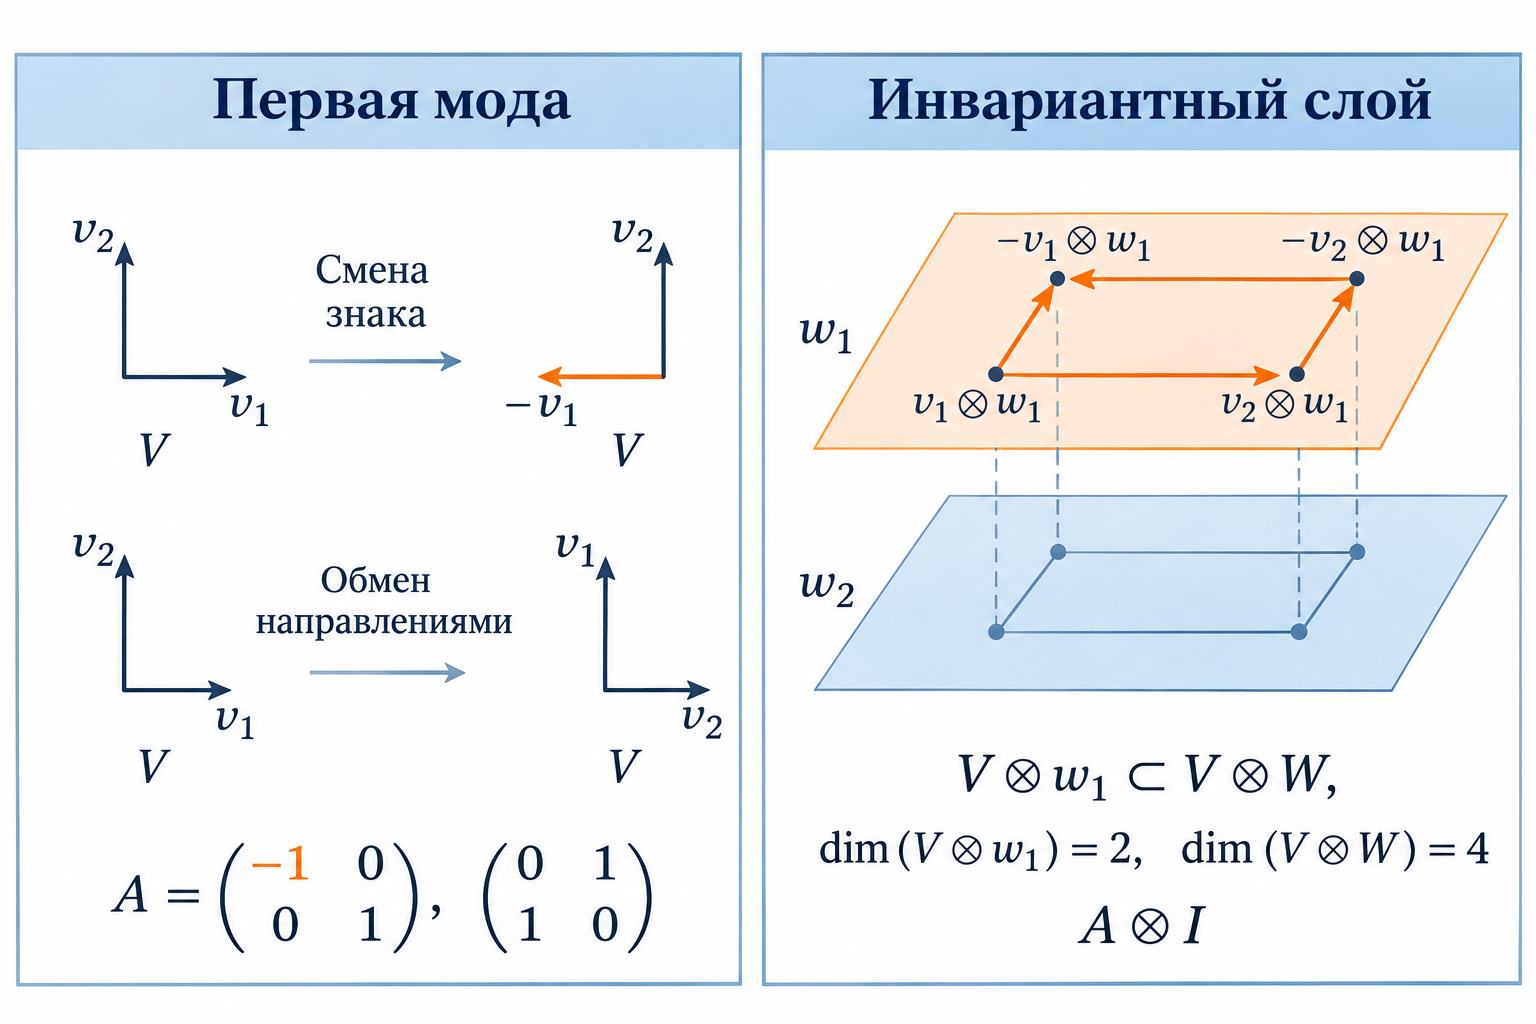 Первая мода
v₂
v₂
Смена
знака
v₁
−v₁
V
V
v₂
v₁
Обмен
направлениями
v₁
v₂
V
V
A = (−1 0
0 1), (0 1
1 0)
Инвариантный слой
−v₁ ⊗ w₁
−v₂ ⊗ w₁
w₁
v₁ ⊗ w₁
v₂ ⊗ w₁
w₂
V ⊗ w₁ ⊂ V ⊗ W,
dim (V ⊗ w₁) = 2, dim (V ⊗ W) = 4
A ⊗ I